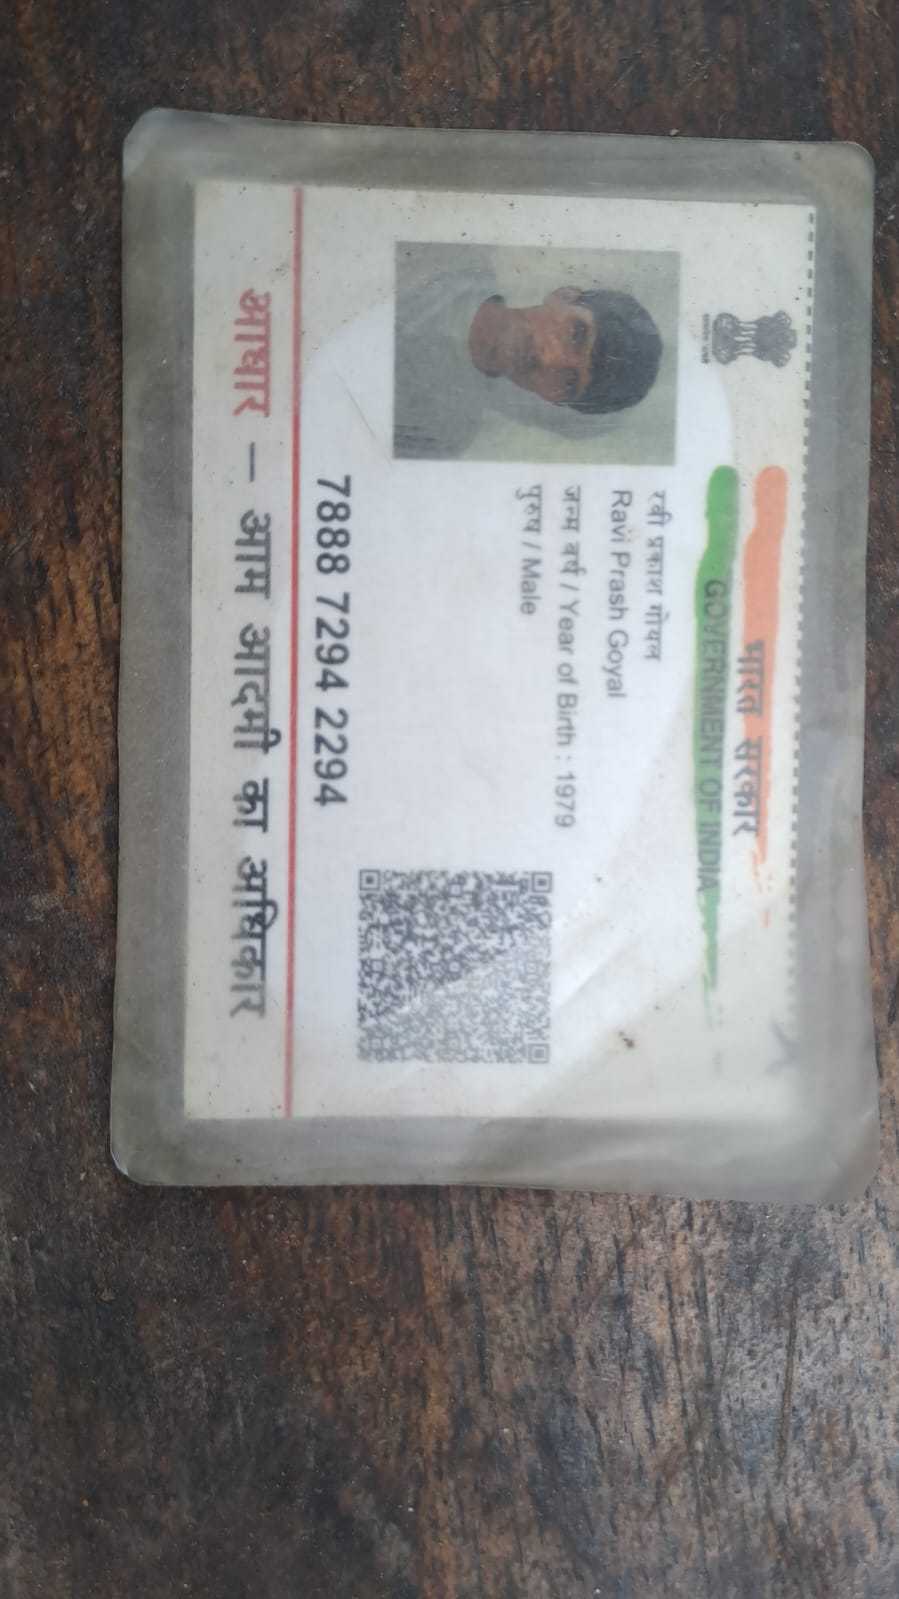 भारत सरकार
GOVERNMENT OF INDIA
रवी प्रकाश गोयल
Ravi Prash Goyal
जन्म वर्ष / Year of Birth : 1979
पुरुष / Male
7888 7294 2294
आधार – आम आदमी का अधिकार